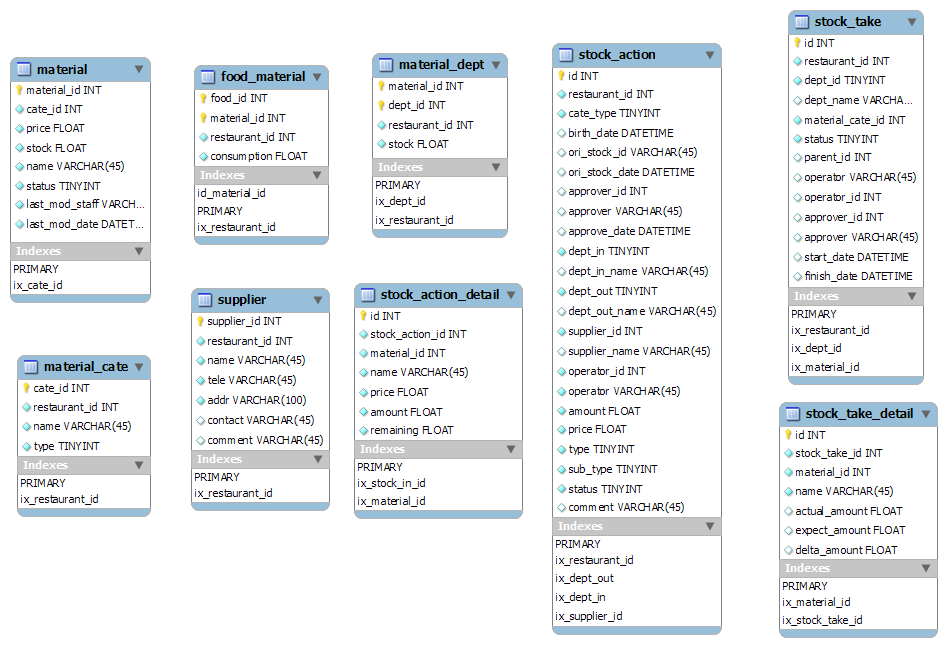 material
material_id INT
cate_id INT
price FLOAT
stock FLOAT
name VARCHAR(45)
status TINYINT
last_mod_staff VARCH...
last_mod_date DATET...
Indexes
PRIMARY
ix_cate_id
food_material
food_id INT
material_id INT
restaurant_id INT
consumption FLOAT
Indexes
id_material_id
PRIMARY
ix_restaurant_id
material_dept
material_id INT
dept_id INT
restaurant_id INT
stock FLOAT
Indexes
PRIMARY
ix_dept_id
ix_restaurant_id
stock_action
id INT
restaurant_id INT
cate_type TINYINT
birth_date DATETIME
ori_stock_id VARCHAR(45)
ori_stock_date DATETIME
approver_id INT
approver VARCHAR(45)
approve_date DATETIME
dept_in TINYINT
dept_in_name VARCHAR(45)
dept_out TINYINT
dept_out_name VARCHAR(45)
supplier_id INT
supplier_name VARCHAR(45)
operator_id INT
operator VARCHAR(45)
amount FLOAT
price FLOAT
type TINYINT
sub_type TINYINT
status TINYINT
comment VARCHAR(45)
Indexes
PRIMARY
ix_restaurant_id
ix_dept_out
ix_dept_in
ix_supplier_id
stock_take
id INT
restaurant_id INT
dept_id TINYINT
dept_name VARCHA...
material_cate_id INT
status TINYINT
parent_id INT
operator VARCHAR(45)
operator_id INT
approver_id INT
approver VARCHAR(45)
start_date DATETIME
finish_date DATETIME
Indexes
PRIMARY
ix_restaurant_id
ix_dept_id
ix_material_id
material_cate
cate_id INT
restaurant_id INT
name VARCHAR(45)
type TINYINT
Indexes
PRIMARY
ix_restaurant_id
supplier
supplier_id INT
restaurant_id INT
name VARCHAR(45)
tele VARCHAR(45)
addr VARCHAR(100)
contact VARCHAR(45)
comment VARCHAR(45)
Indexes
PRIMARY
ix_restaurant_id
stock_action_detail
id INT
stock_action_id INT
material_id INT
name VARCHAR(45)
price FLOAT
amount FLOAT
remaining FLOAT
Indexes
PRIMARY
ix_stock_in_id
ix_material_id
stock_take_detail
id INT
stock_take_id INT
material_id INT
name VARCHAR(45)
actual_amount FLOAT
expect_amount FLOAT
delta_amount FLOAT
Indexes
PRIMARY
ix_material_id
ix_stock_take_id